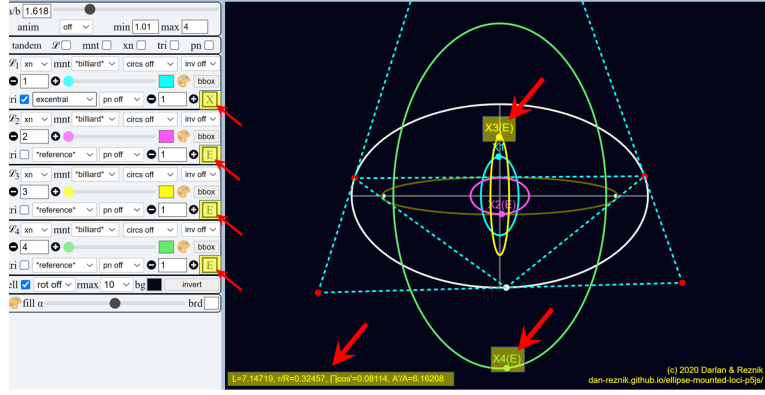 a/b 1.618
anim off min 1.01 max 4
tandem ℒ mnt xn tri pn
ℒ1 xn mnt *billiard* circs off inv off
1 bbox
tri excentral pn off 1 X
ℒ2 xn mnt *billiard* circs off inv off
2 bbox
tri *reference* pn off 1 E
ℒ3 xn mnt *billiard* circs off inv off
3 bbox
tri *reference* pn off 1 E
ℒ4 xn mnt *billiard* circs off inv off
4 bbox
tri *reference* pn off 1 E
ell rot off rmax 10 bg invert
fill α brd
X3(E)
X2(E)
X4(E)
L=7.14719, r/R=0.32457, ∏cos'=0.08114, A'/A=6.16208
(c) 2020 Darlan & Reznik
dan-reznik.github.io/ellipse-mounted-loci-p5js/